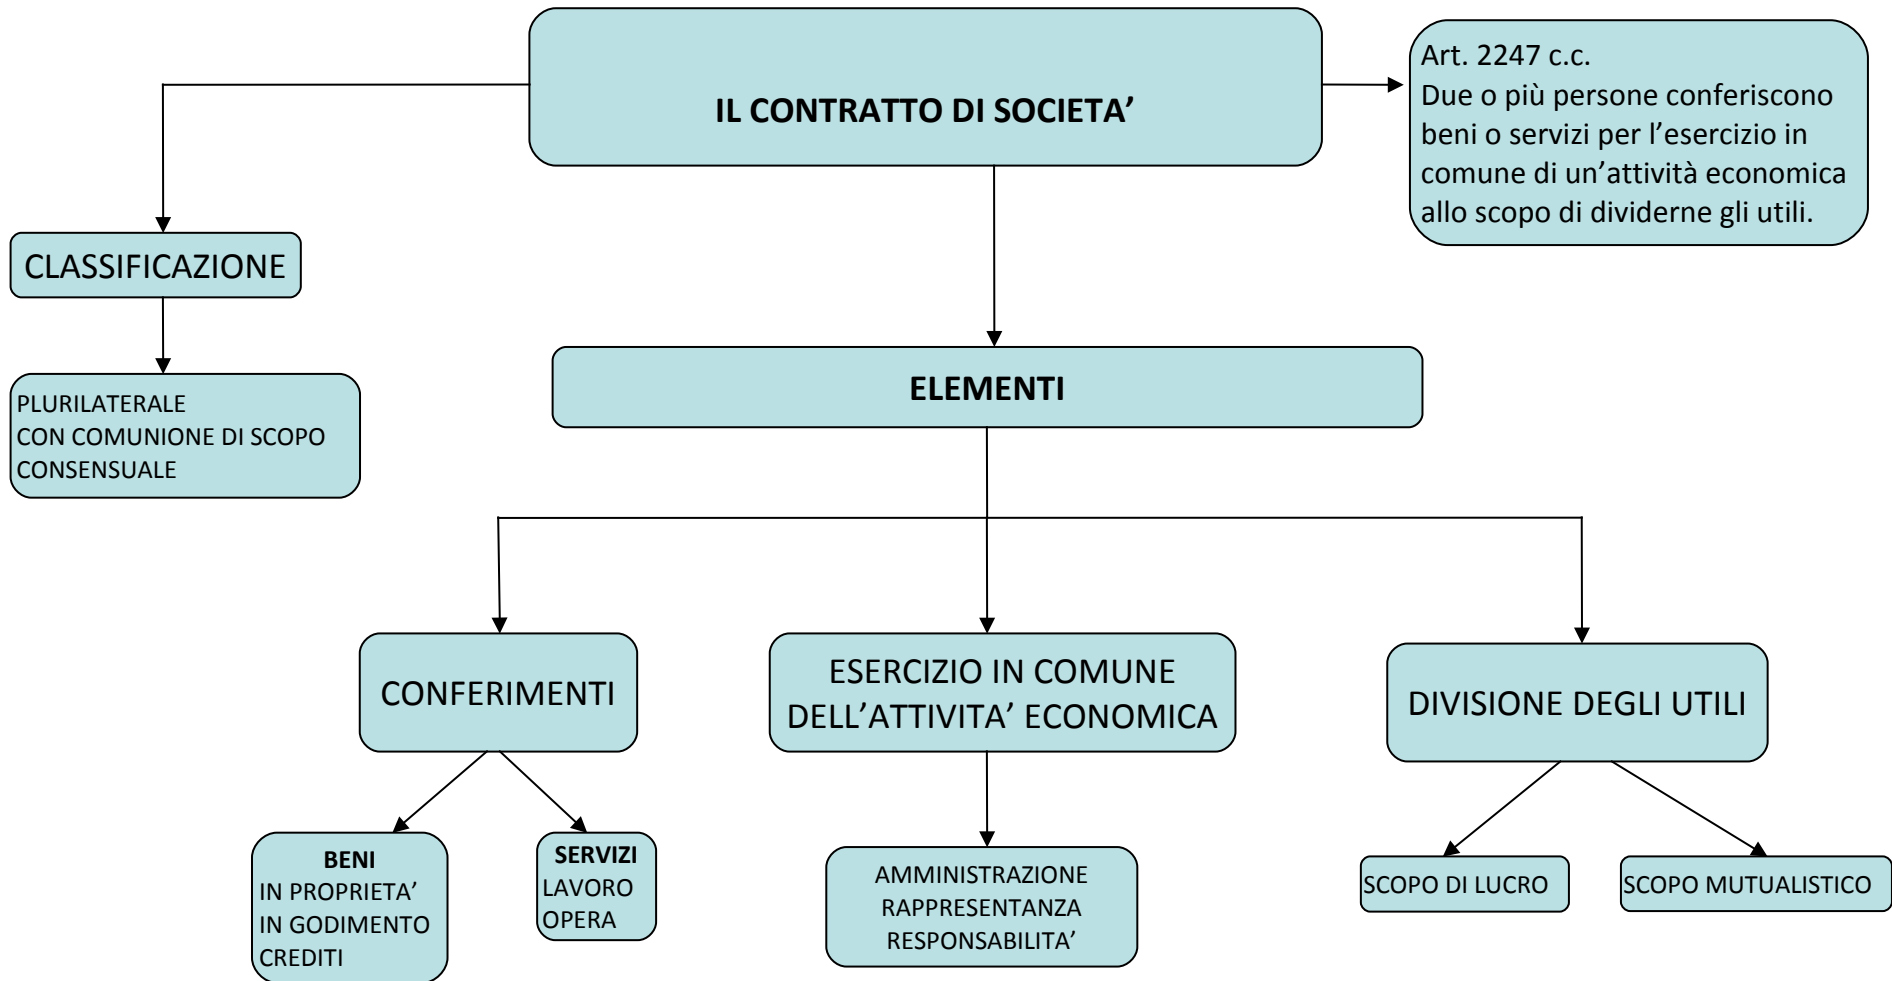 IL CONTRATTO DI SOCIETA’
Art. 2247 c.c.
Due o più persone conferiscono
beni o servizi per l’esercizio in
comune di un’attività economica
allo scopo di dividerne gli utili.
CLASSIFICAZIONE
PLURILATERALE
CON COMUNIONE DI SCOPO
CONSENSUALE
ELEMENTI
CONFERIMENTI
ESERCIZIO IN COMUNE
DELL’ATTIVITA’ ECONOMICA
DIVISIONE DEGLI UTILI
BENI
IN PROPRIETA’
IN GODIMENTO
CREDITI
SERVIZI
LAVORO
OPERA
AMMINISTRAZIONE
RAPPRESENTANZA
RESPONSABILITA’
SCOPO DI LUCRO
SCOPO MUTUALISTICO